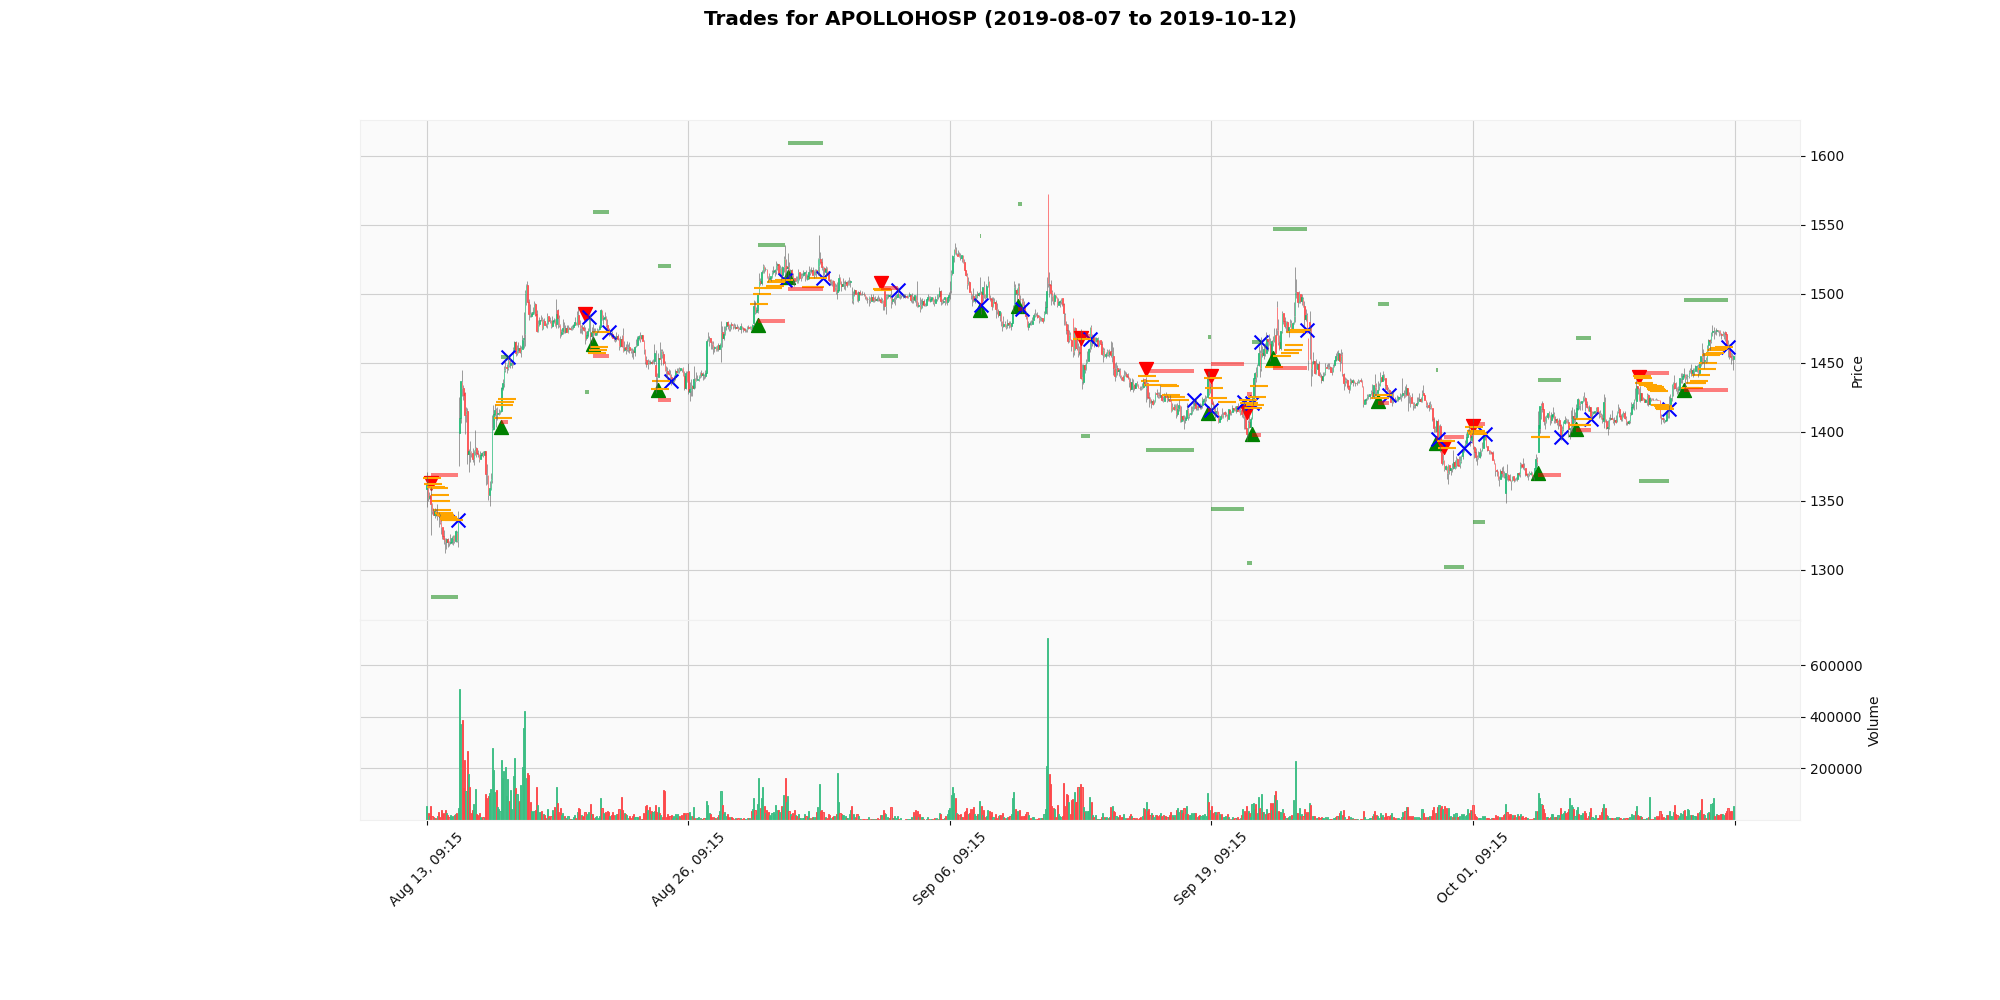 Trades for APOLLOHOSP (2019-08-07 to 2019-10-12)
1600
1550
1500
1450
1400
1350
1300
Price
600000
400000
200000
Volume
Aug 13, 09:15
Aug 26, 09:15
Sep 06, 09:15
Sep 19, 09:15
Oct 01, 09:15